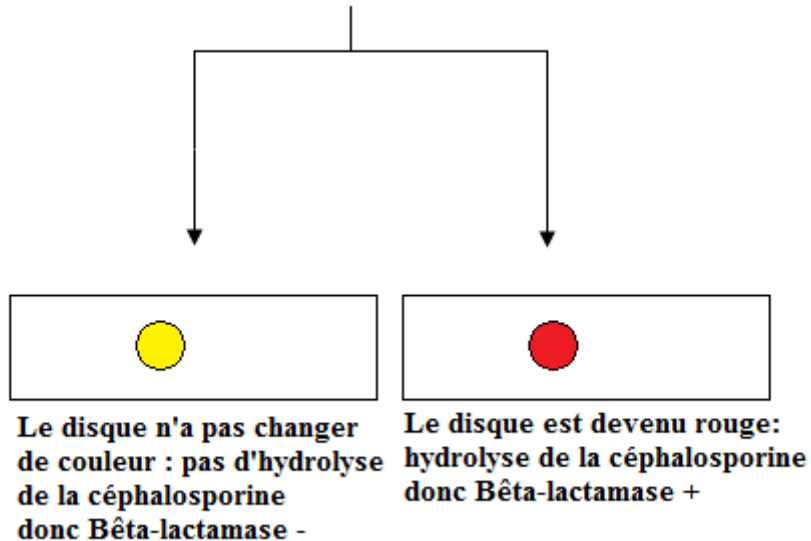 Le disque n'a pas changer
de couleur : pas d'hydrolyse
de la céphalosporine
donc Bêta-lactamase -
Le disque est devenu rouge:
hydrolyse de la céphalosporine
donc Bêta-lactamase +